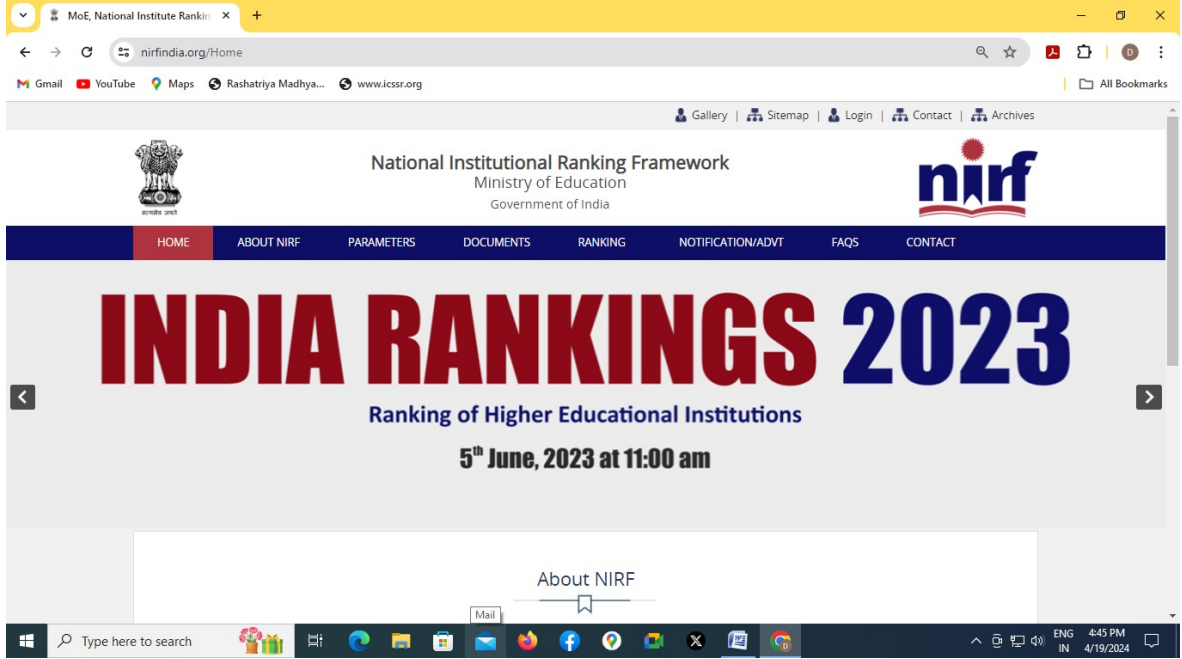 MoE, National Institute Rankin
nirfindia.org/Home
D
Gmail YouTube Maps Rashatriya Madhya... www.icssr.org All Bookmarks
Gallery | Sitemap | Login | Contact | Archives
सत्यमेव जयते
National Institutional Ranking Framework
Ministry of Education
Government of India
nirf
HOME ABOUT NIRF PARAMETERS DOCUMENTS RANKING NOTIFICATION/ADVT FAQS CONTACT
INDIA RANKINGS 2023
Ranking of Higher Educational Institutions
5th June, 2023 at 11:00 am
About NIRF
Mail
Type here to search ENG 4:45 PM
IN 4/19/2024